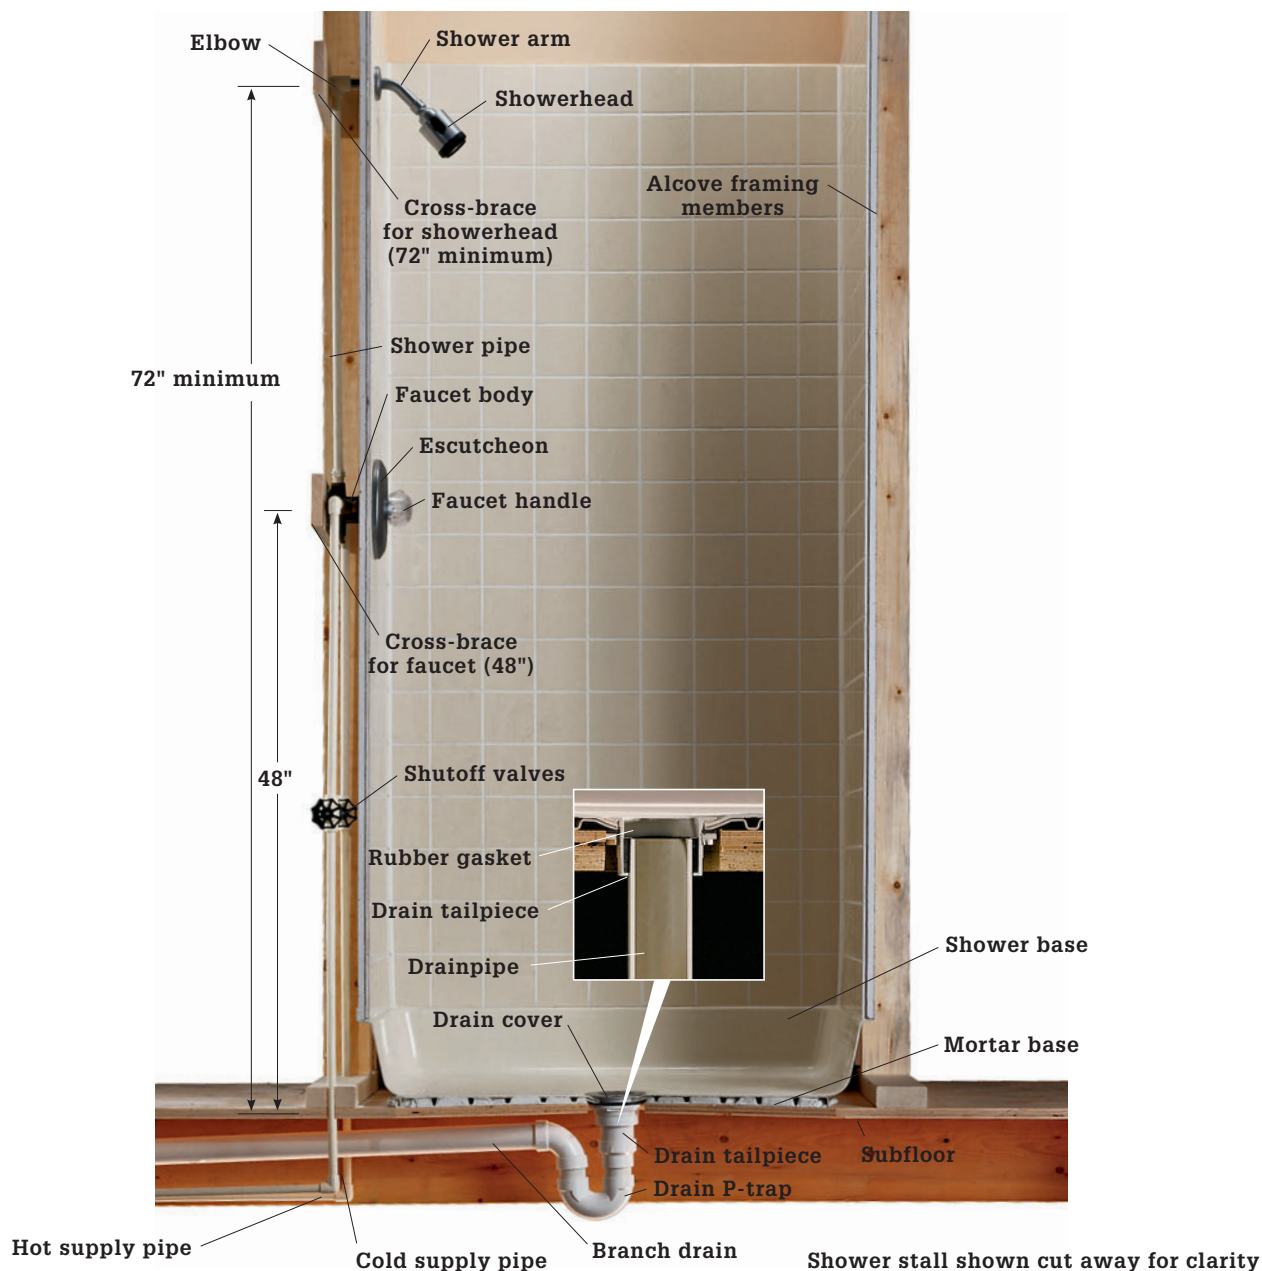 Elbow
Shower arm
Showerhead
Alcove framing
members
Cross-brace
for showerhead
(72" minimum)
Shower pipe
72" minimum
Faucet body
Escutcheon
Faucet handle
Cross-brace
for faucet (48")
48"
Shutoff valves
Rubber gasket
Drain tailpiece
Drainpipe
Shower base
Drain cover
Mortar base
Drain tailpiece
Subfloor
Drain P-trap
Hot supply pipe
Cold supply pipe
Branch drain
Shower stall shown cut away for clarity